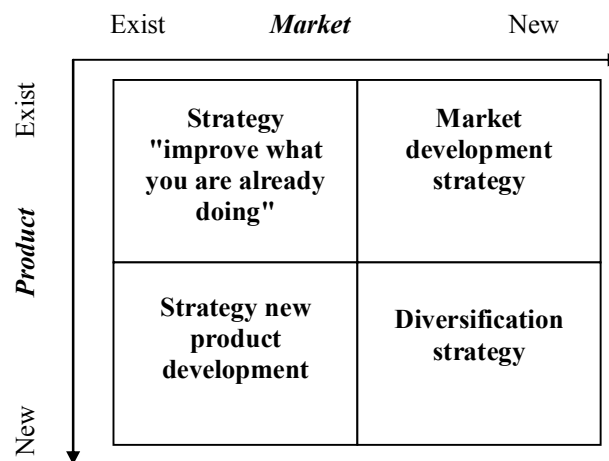 Exist Market New
Exist
Product
New
Strategy
"improve what
you are already
doing"
Market
development
strategy
Strategy new
product
development
Diversification
strategy